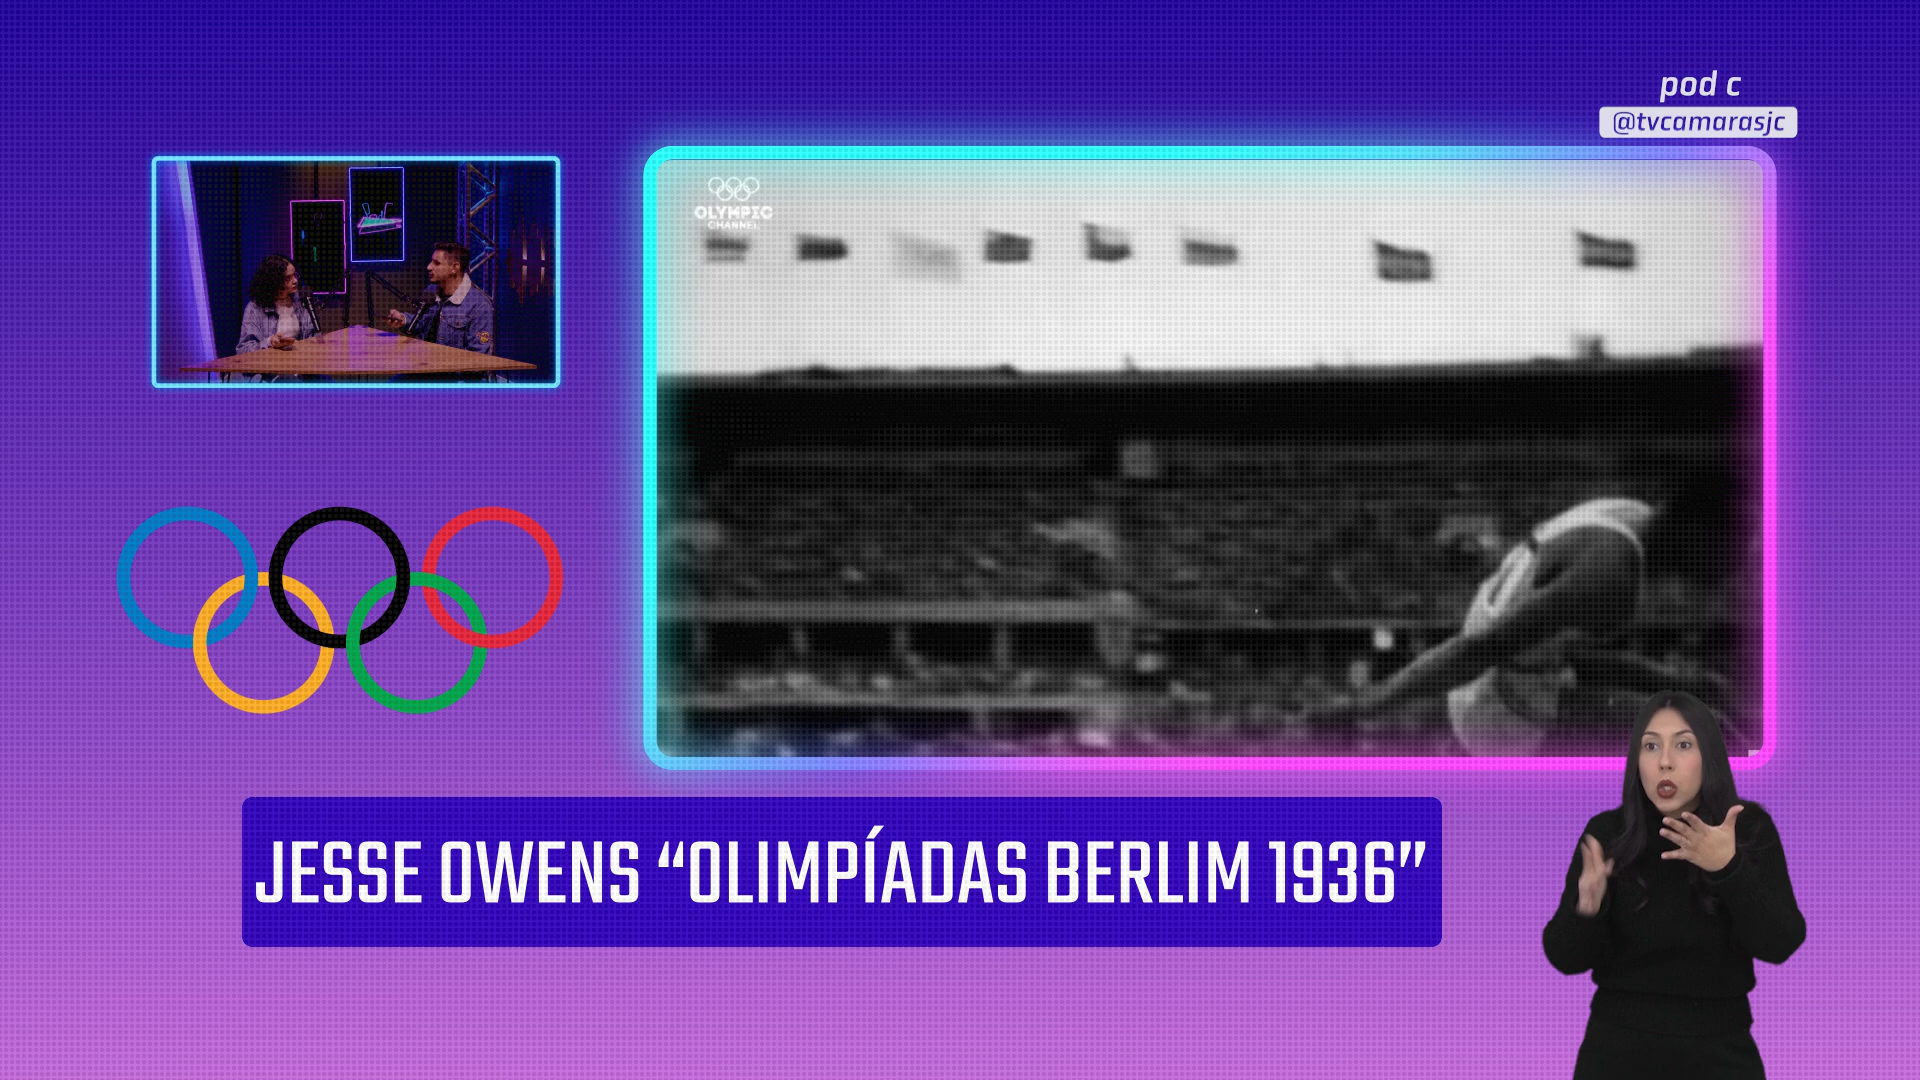 pod c
@tvcamarasjc
OLYMPIC
CHANNEL
JESSE OWENS “OLIMPÍADAS BERLIM 1936”